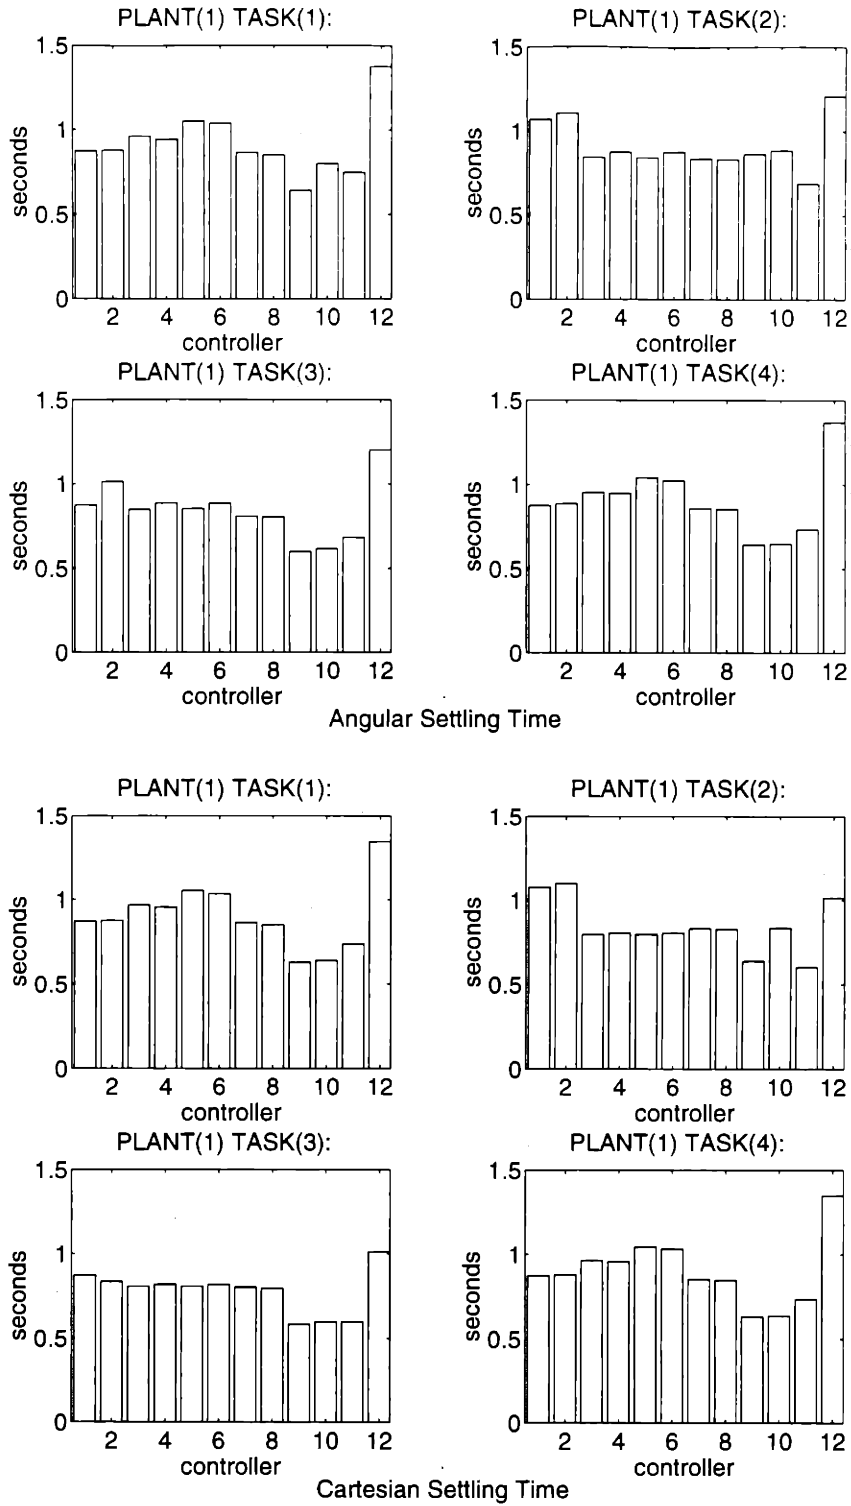 PLANT(1) TASK(1):
1.5
1
0.5
0
seconds
2 4 6 8 10 12
controller
PLANT(1) TASK(2):
1.5
1
0.5
0
seconds
2 4 6 8 10 12
controller
PLANT(1) TASK(3):
1.5
1
0.5
0
seconds
2 4 6 8 10 12
controller
PLANT(1) TASK(4):
1.5
1
0.5
0
seconds
2 4 6 8 10 12
controller
Angular Settling Time
PLANT(1) TASK(1):
1.5
1
0.5
0
seconds
2 4 6 8 10 12
controller
PLANT(1) TASK(2):
1.5
1
0.5
0
seconds
2 4 6 8 10 12
controller
PLANT(1) TASK(3):
1.5
1
0.5
0
seconds
2 4 6 8 10 12
controller
PLANT(1) TASK(4):
1.5
1
0.5
0
seconds
2 4 6 8 10 12
controller
Cartesian Settling Time